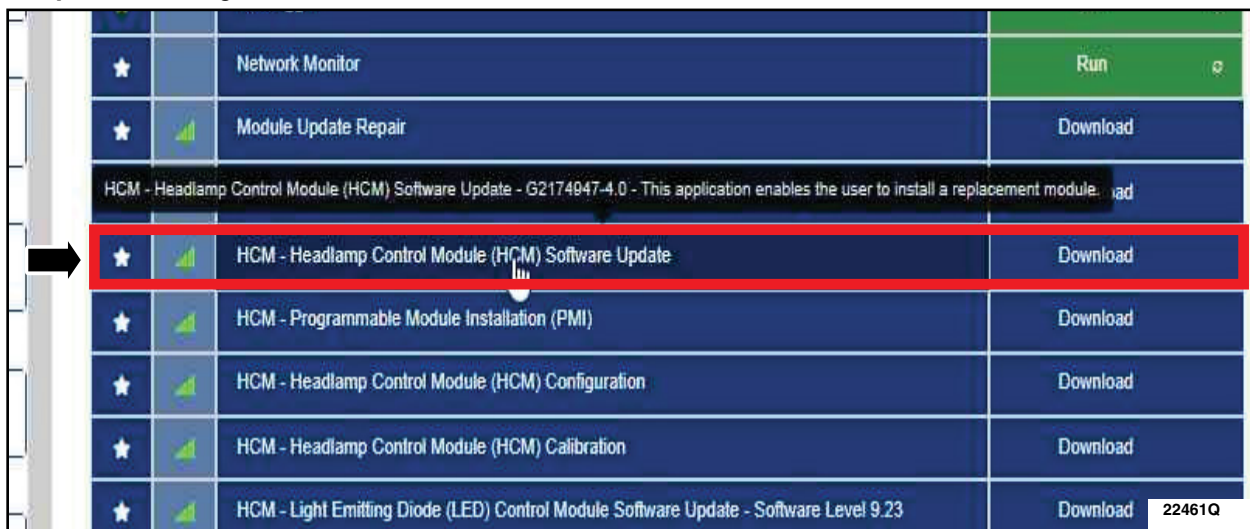 Network Monitor Run
Module Update Repair Download
HCM - Headlamp Control Module (HCM) Software Update - G2174947-4.0 - This application enables the user to install a replacement module. oad
HCM - Headlamp Control Module (HCM) Software Update Download
HCM - Programmable Module Installation (PMI) Download
HCM - Headlamp Control Module (HCM) Configuration Download
HCM - Headlamp Control Module (HCM) Calibration Download
HCM - Light Emitting Diode (LED) Control Module Software Update - Software Level 9.23 Download
22461Q